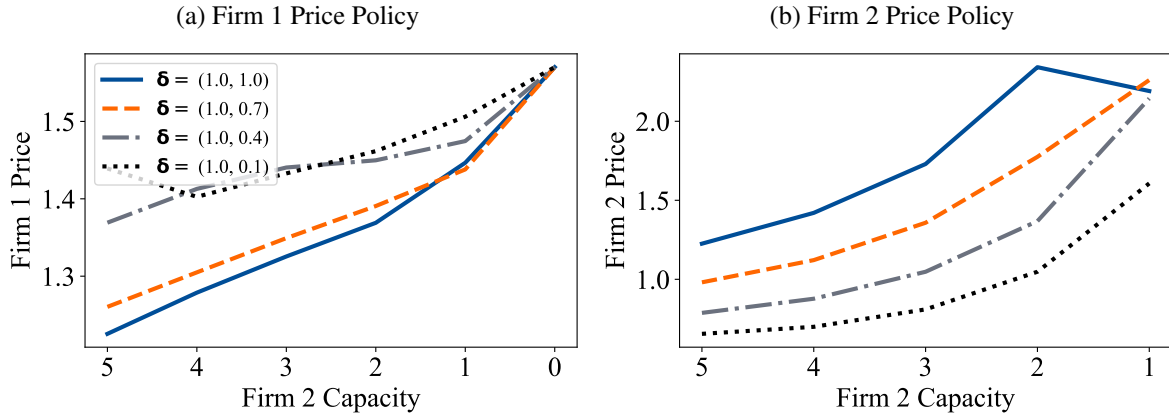 (a) Firm 1 Price Policy
δ = (1.0, 1.0)
δ = (1.0, 0.7)
δ = (1.0, 0.4)
δ = (1.0, 0.1)
1.5
1.4
1.3
Firm 1 Price
5 4 3 2 1 0
Firm 2 Capacity
(b) Firm 2 Price Policy
2.0
1.5
1.0
Firm 2 Price
5 4 3 2 1
Firm 2 Capacity